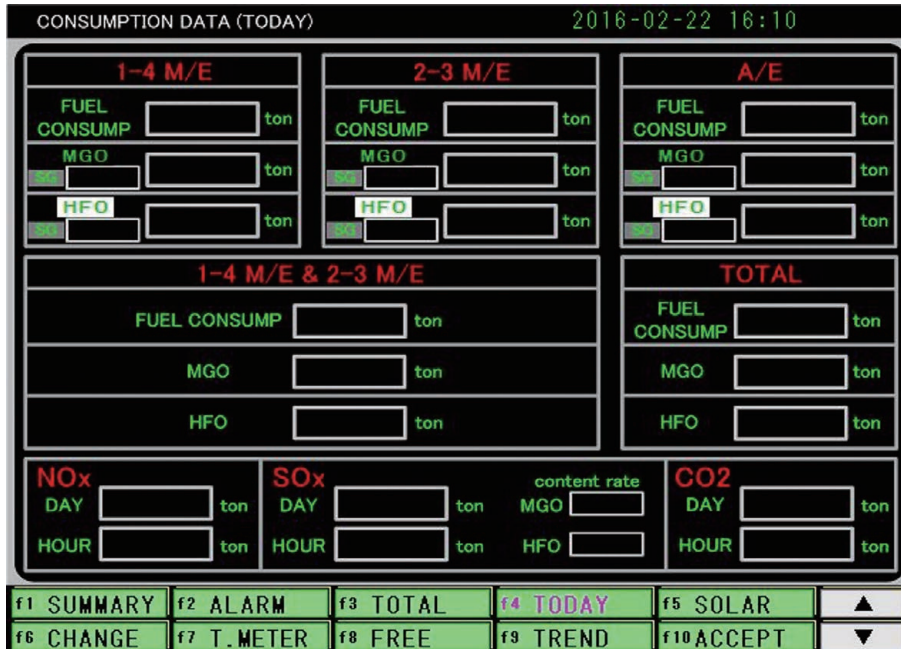 CONSUMPTION DATA (TODAY) 2016-02-22 16:10
1-4 M/E 2-3 M/E A/E
FUEL CONSUMP ton FUEL CONSUMP ton FUEL CONSUMP ton
MGO MGO MGO
SG ton SG ton SG ton
HFO HFO HFO
SG ton SG ton SG ton
1-4 M/E & 2-3 M/E TOTAL
FUEL CONSUMP ton FUEL CONSUMP ton
MGO ton MGO ton
HFO ton HFO ton
NOx SOx content rate CO2
DAY ton DAY ton MGO DAY ton
HOUR ton HOUR ton HFO HOUR ton
f1 SUMMARY f2 ALARM f3 TOTAL f4 TODAY f5 SOLAR ▲
f6 CHANGE f7 T.METER f8 FREE f9 TREND f10 ACCEPT ▼